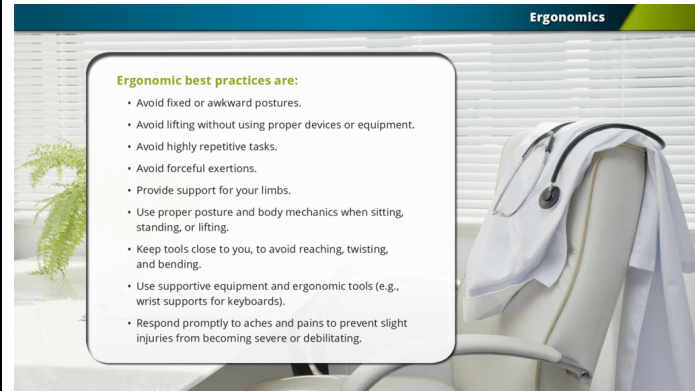 Ergonomics
Ergonomic best practices are:
• Avoid fixed or awkward postures.
• Avoid lifting without using proper devices or equipment.
• Avoid highly repetitive tasks.
• Avoid forceful exertions.
• Provide support for your limbs.
• Use proper posture and body mechanics when sitting,
standing, or lifting.
• Keep tools close to you, to avoid reaching, twisting,
and bending.
• Use supportive equipment and ergonomic tools (e.g.,
wrist supports for keyboards).
• Respond promptly to aches and pains to prevent slight
injuries from becoming severe or debilitating.